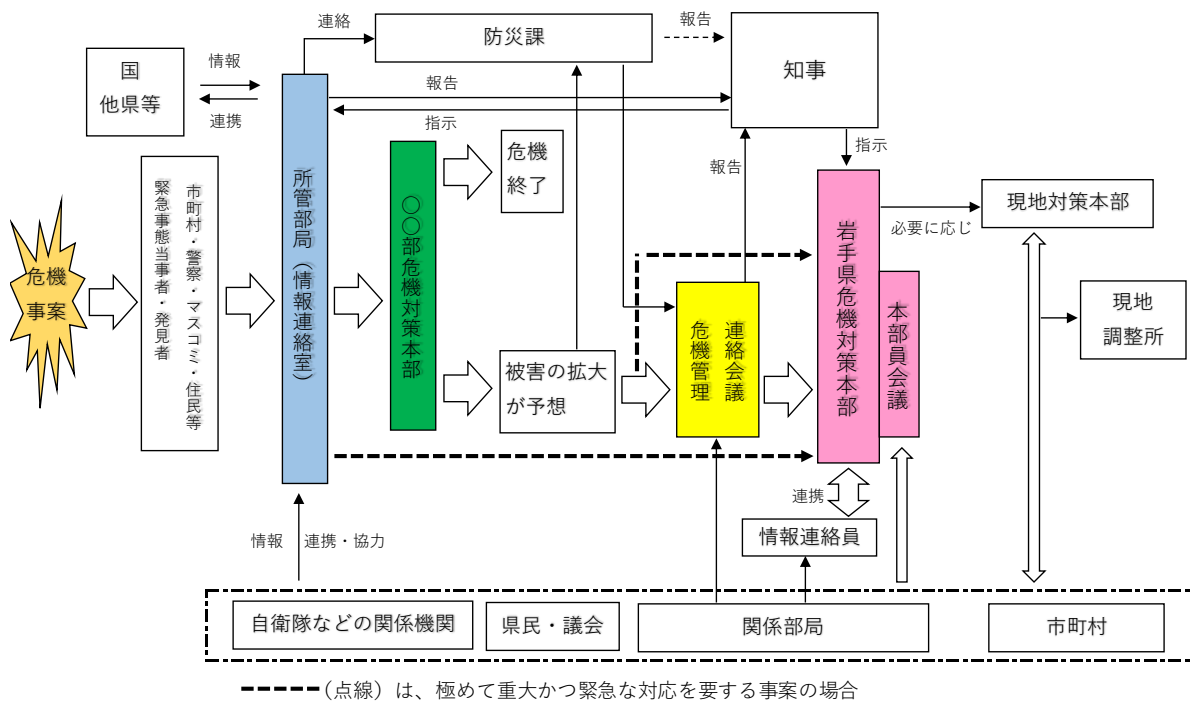 連絡
防災課
報告
知事
国
他県等
情報
連携
報告
指示
危機
終了
報告
指示
危機
事案
市町村・警察・マスコミ・住民等
緊急事態当事者・発見者
所管部局（情報連絡室）
〇〇部危機対策本部
被害の拡大
が予想
連絡会議
危機管理
岩手県危機対策本部
本部員会議
必要に応じ
現地対策本部
現地
調整所
連携
情報連絡員
情報
連携・協力
自衛隊などの関係機関
県民・議会
関係部局
市町村
（点線）は、極めて重大かつ緊急な対応を要する事案の場合